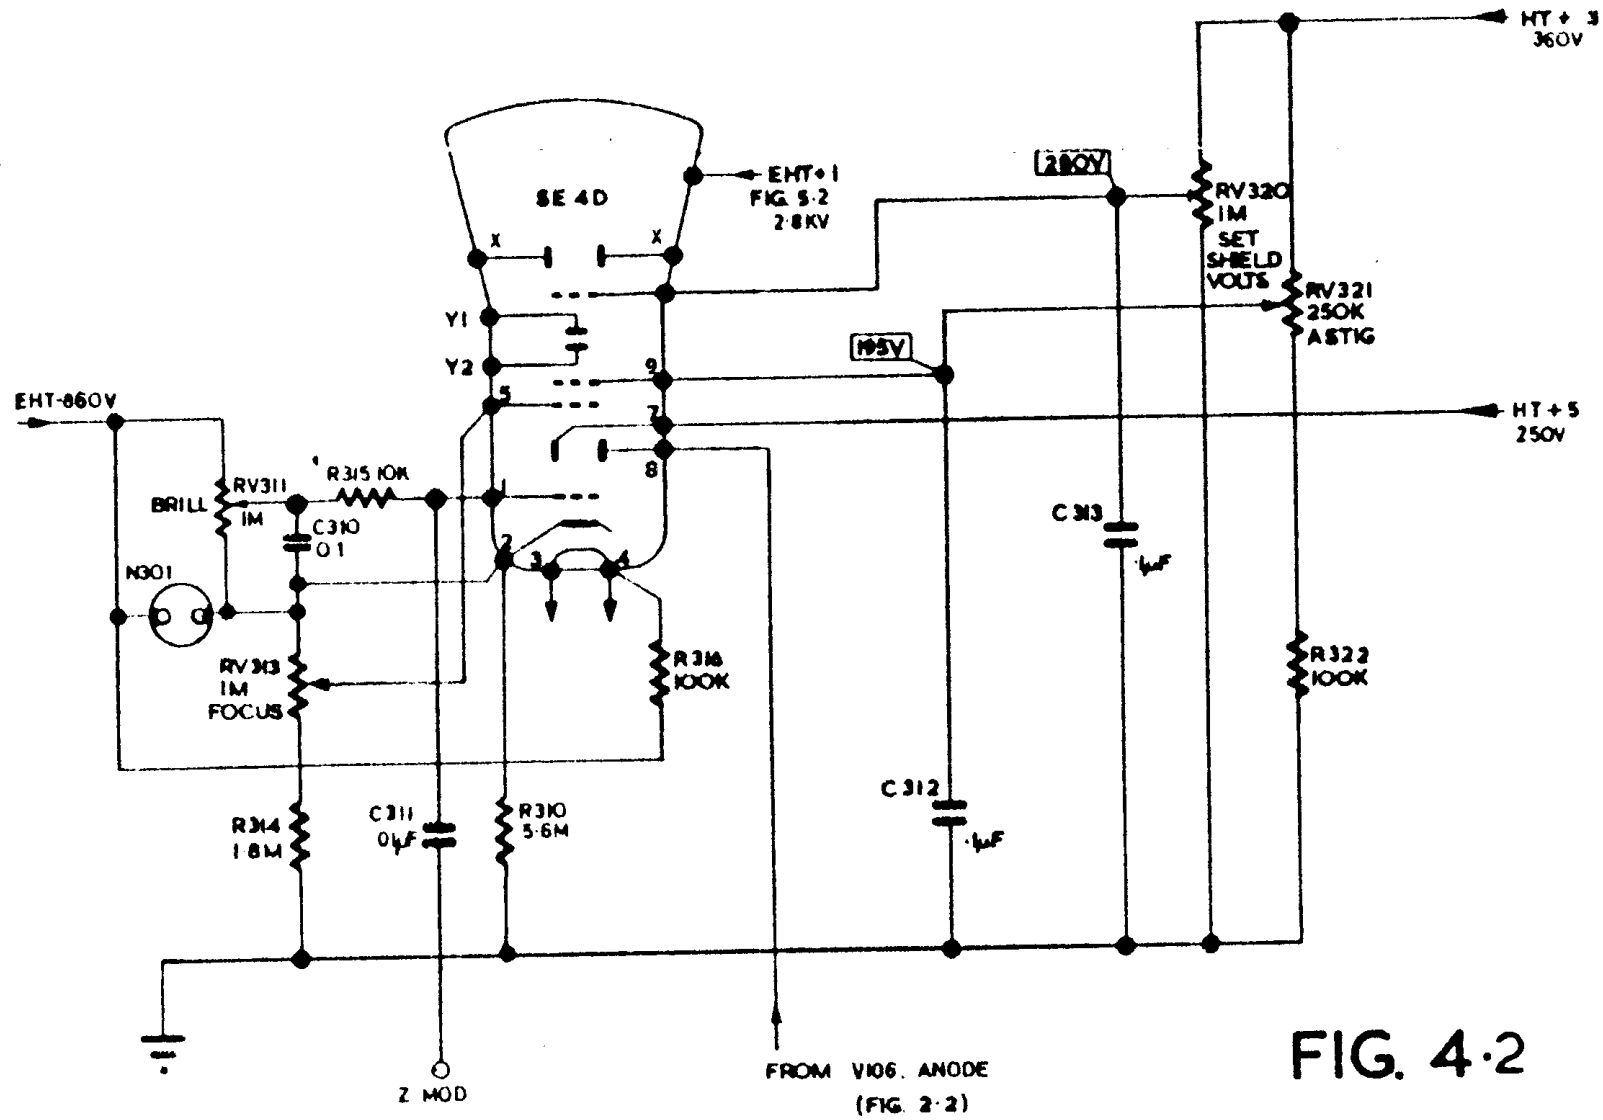 HT + 3
360V
SE 4D
EHT+1
FIG. 5·2
2·8KV
280V
RV320
1M
SET
SHIELD
VOLTS
X
X
RV321
250K
ASTIG
Y1
Y2
195V
9
5
7
8
EHT-860V
HT + 5
250V
R315 10K
RV311
1M
BRILL
1
C310
0.1
C313
.1µF
2
3
4
N301
RV313
1M
FOCUS
R316
100K
R322
100K
C312
.1µF
R314
1·8M
C311
·01µF
R310
5·6M
Z MOD
FROM V106. ANODE
(FIG. 2·2)
FIG. 4·2